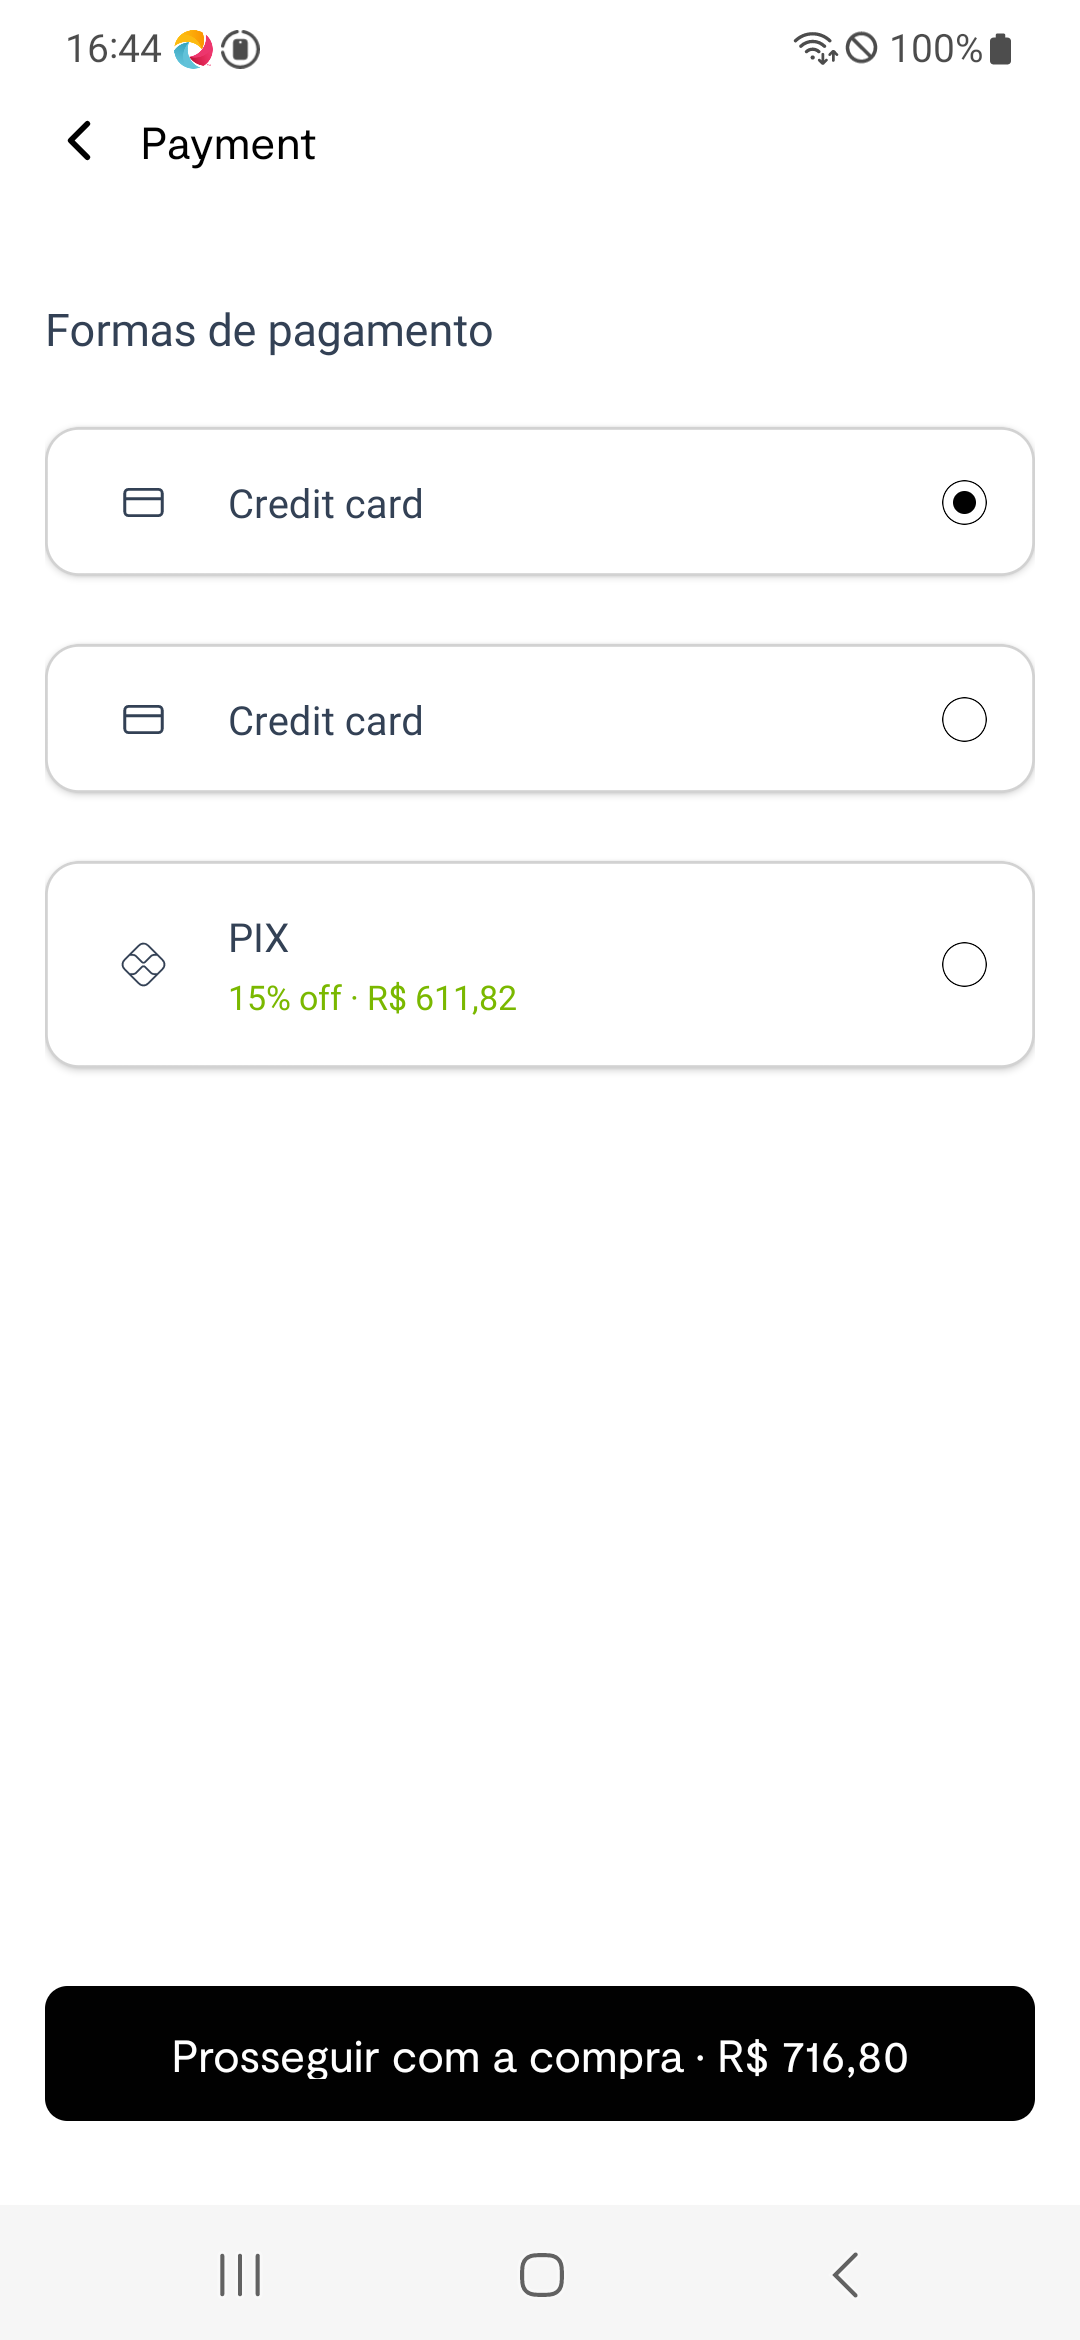 16:44
100%
Payment
Formas de pagamento
Credit card
Credit card
PIX
15% off · R$ 611,82
Prosseguir com a compra · R$ 716,80